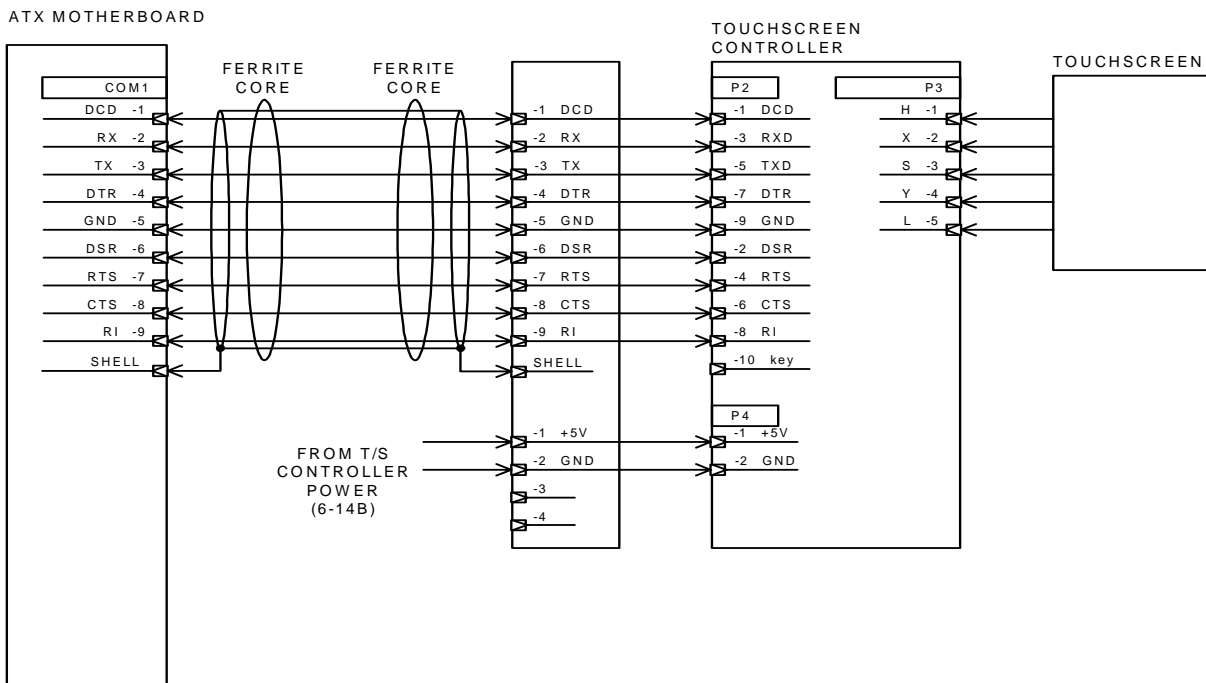 ATX MOTHERBOARD
COM1
DCD -1
RX -2
TX -3
DTR -4
GND -5
DSR -6
RTS -7
CTS -8
RI -9
SHELL
FERRITE
CORE
FERRITE
CORE
-1 DCD
-2 RX
-3 TX
-4 DTR
-5 GND
-6 DSR
-7 RTS
-8 CTS
-9 RI
SHELL
FROM T/S
CONTROLLER
POWER
(6-14B)
-1 +5V
-2 GND
-3
-4
TOUCHSCREEN
CONTROLLER
P2
-1 DCD
-3 RXD
-5 TXD
-7 DTR
-9 GND
-2 DSR
-4 RTS
-6 CTS
-8 RI
-10 key
P4
-1 +5V
-2 GND
P3
H -1
X -2
S -3
Y -4
L -5
TOUCHSCREEN